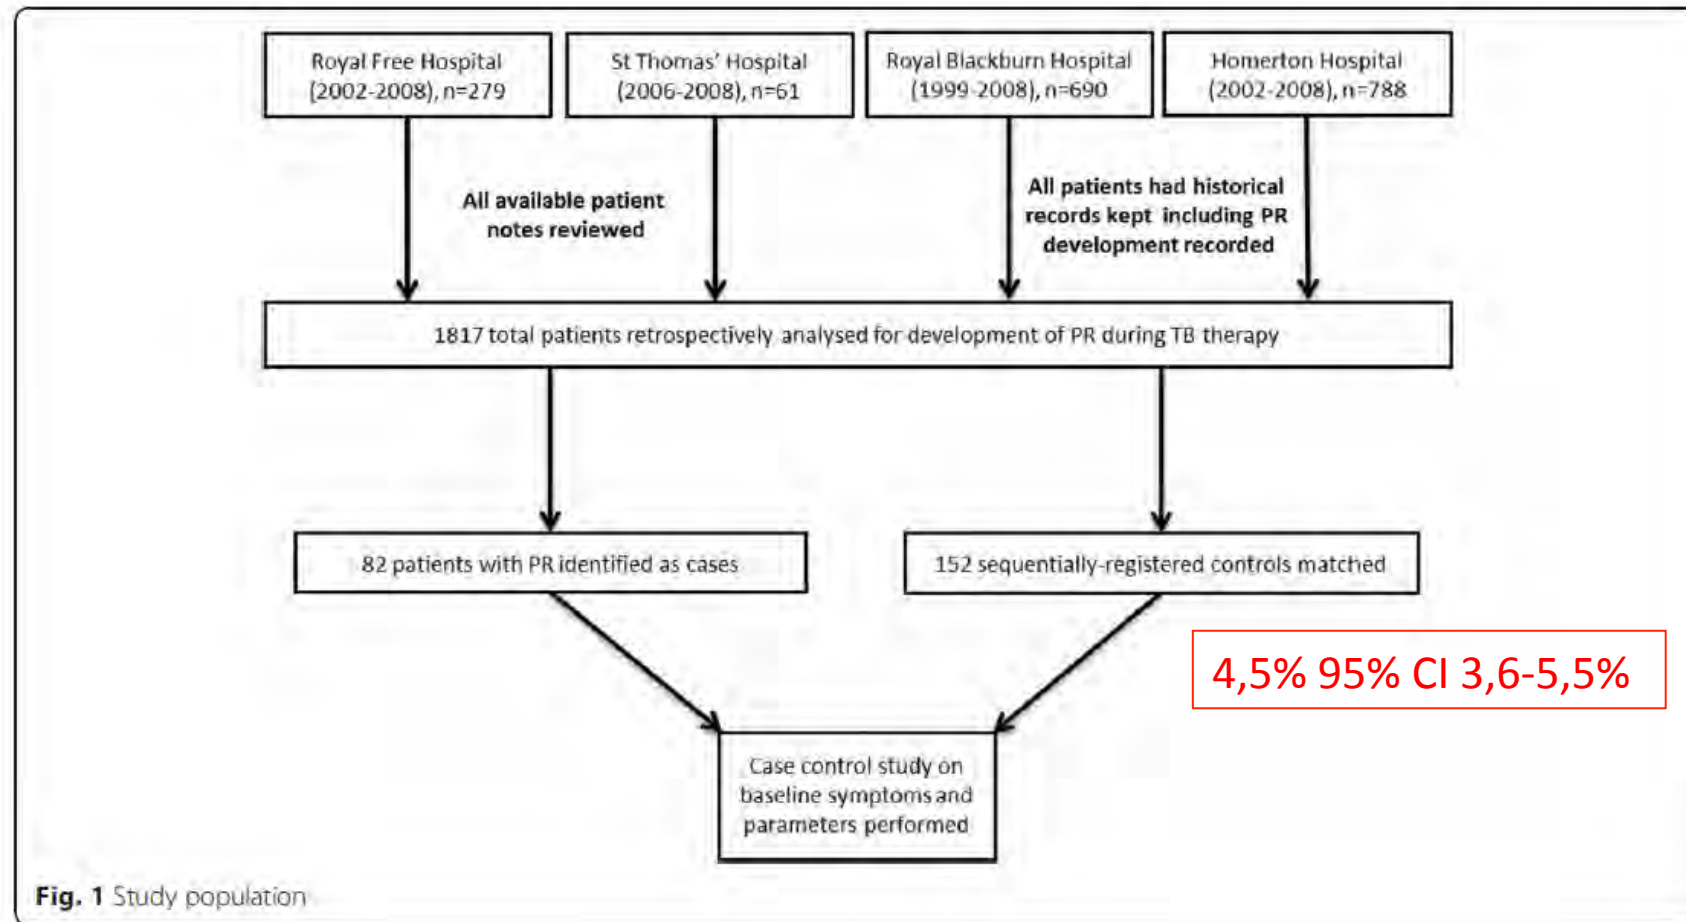 Royal Free Hospital
(2002-2008), n=279
St Thomas' Hospital
(2006-2008), n=61
Royal Blackburn Hospital
(1999-2008), n=690
Homerton Hospital
(2002-2008), n=788
All available patient
notes reviewed
All patients had historical
records kept including PR
development recorded
1817 total patients retrospectively analysed for development of PR during TB therapy
82 patients with PR identified as cases
152 sequentially-registered controls matched
4,5% 95% CI 3,6-5,5%
Case control study on
baseline symptoms and
parameters performed
Fig. 1 Study population